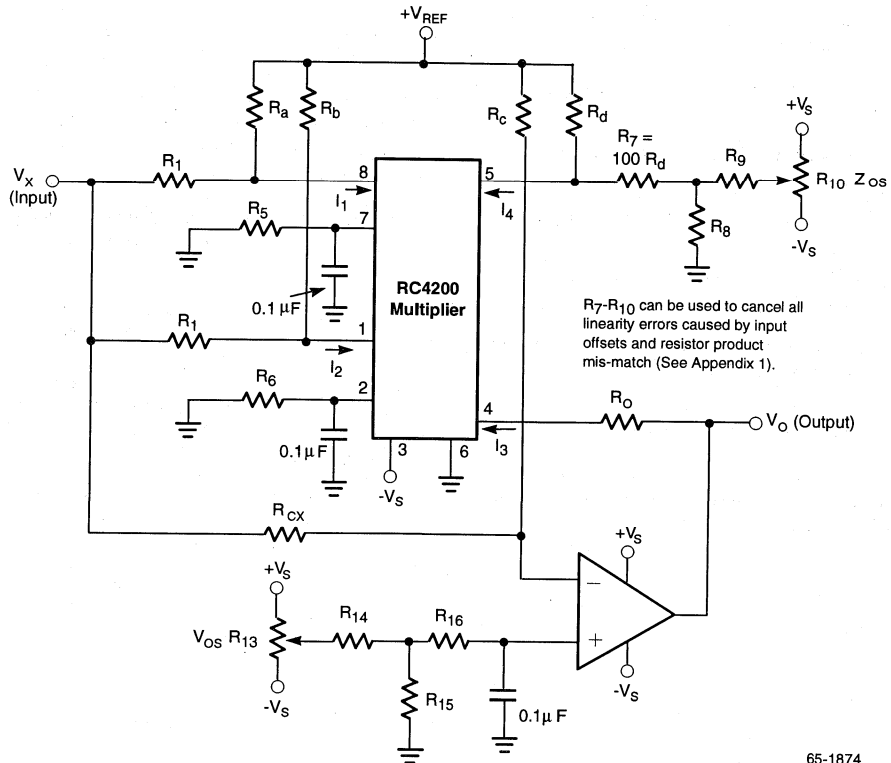 +VREF
Ra
Rb
Rc
Rd
R7 =
100 Rd
R9
+VS
R10 ZOS
-VS
R8
VX
(Input)
R1
8
I1
5
I4
R5
7
0.1 µF
RC4200
Multiplier
R7-R10 can be used to cancel all
linearity errors caused by input
offsets and resistor product
mis-match (See Appendix 1).
R1
1
I2
R6
2
0.1µF
3
-VS
6
4
I3
RO
VO (Output)
RCX
+VS
VOS R13
-VS
R14
R16
R15
0.1µ F
+VS
−
+
-VS
65-1874